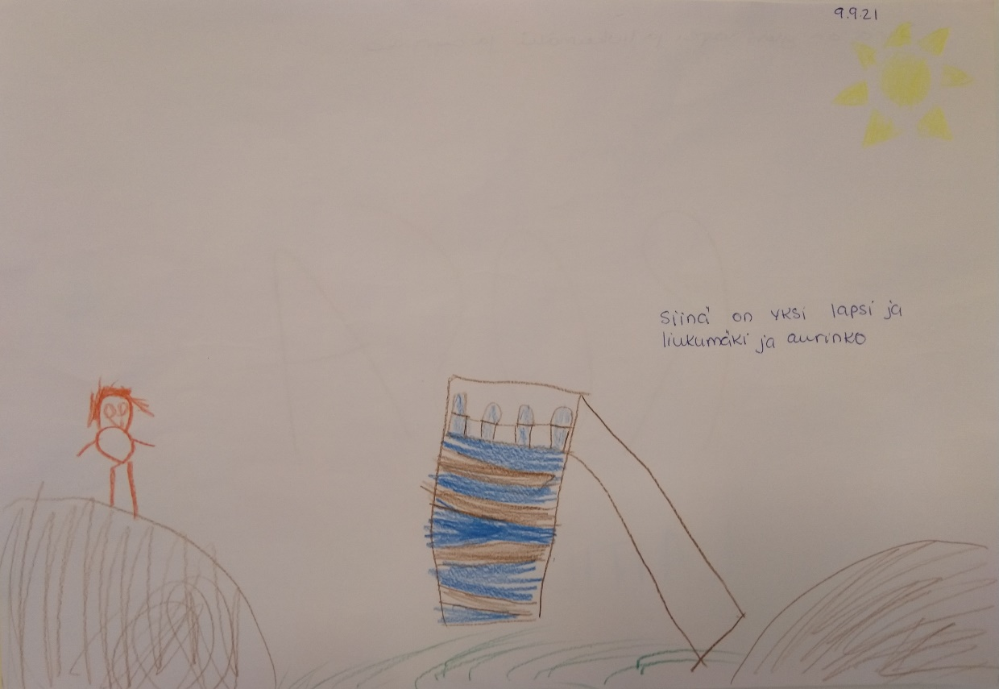 9.9.21
Siinä on yksi lapsi ja
liukumäki ja aurinko